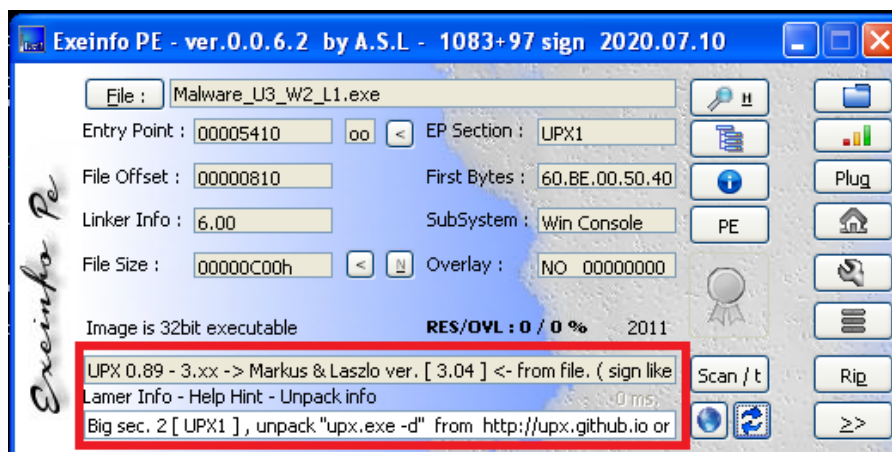 Exeinfo PE - ver.0.0.6.2 by A.S.L - 1083+97 sign 2020.07.10
Exeinfo Pe
File : Malware_U3_W2_L1.exe H
Entry Point : 00005410 oo < EP Section : UPX1
File Offset : 00000810 First Bytes : 60.BE.00.50.40 Plug
Linker Info : 6.00 SubSystem : Win Console PE
File Size : 00000C00h < N Overlay : NO 00000000
Image is 32bit executable RES/OVL : 0 / 0 % 2011
UPX 0.89 - 3.xx -> Markus & Laszlo ver. [ 3.04 ] <- from file. ( sign like Scan / t Rip
Lamer Info - Help Hint - Unpack info 0 ms.
Big sec. 2 [ UPX1 ] , unpack "upx.exe -d" from http://upx.github.io or >>